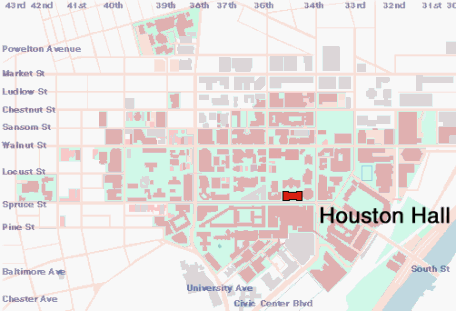 43rd 42nd 40th 39th 38th 37th 36th 34th 33rd 32nd 31st 30
Powelton Avenue
Market St
Ludlow St
Chestnut St
Sansom St
Walnut St
Locust St
Spruce St
Houston Hall
Pine St
Baltimore Ave
South St
University Ave
Chester Ave
Civic Center Blvd